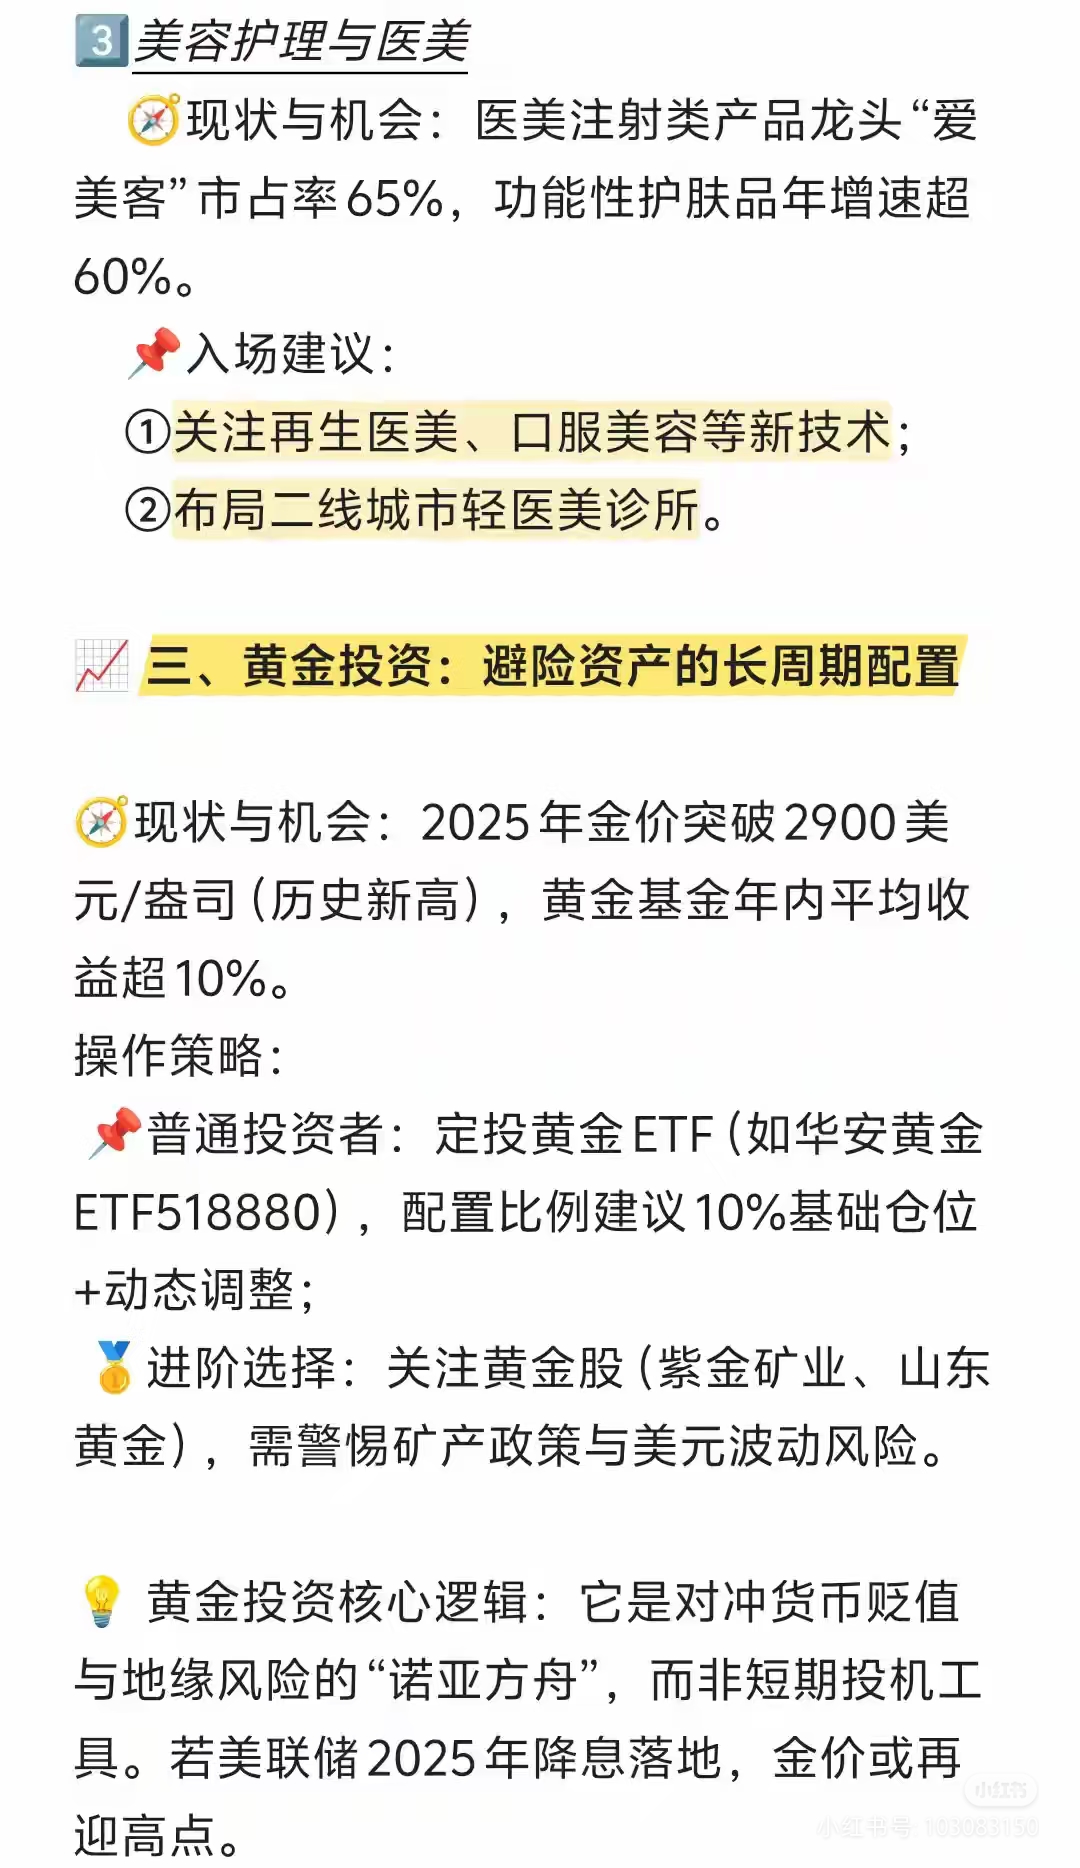 3 美容护理与医美
现状与机会：医美注射类产品龙头“爱
美客”市占率65%，功能性护肤品年增速超
60%。
入场建议：
①关注再生医美、口服美容等新技术；
②布局二线城市轻医美诊所。
三、黄金投资：避险资产的长周期配置
现状与机会：2025年金价突破2900美
元/盎司（历史新高），黄金基金年内平均收
益超10%。
操作策略：
普通投资者：定投黄金ETF（如华安黄金
ETF518880），配置比例建议10%基础仓位
+动态调整；
进阶选择：关注黄金股（紫金矿业、山东
黄金），需警惕矿产政策与美元波动风险。
黄金投资核心逻辑：它是对冲货币贬值
与地缘风险的“诺亚方舟”，而非短期投机工
具。若美联储2025年降息落地，金价或再
迎高点。
小红书
小红书号: 103083150